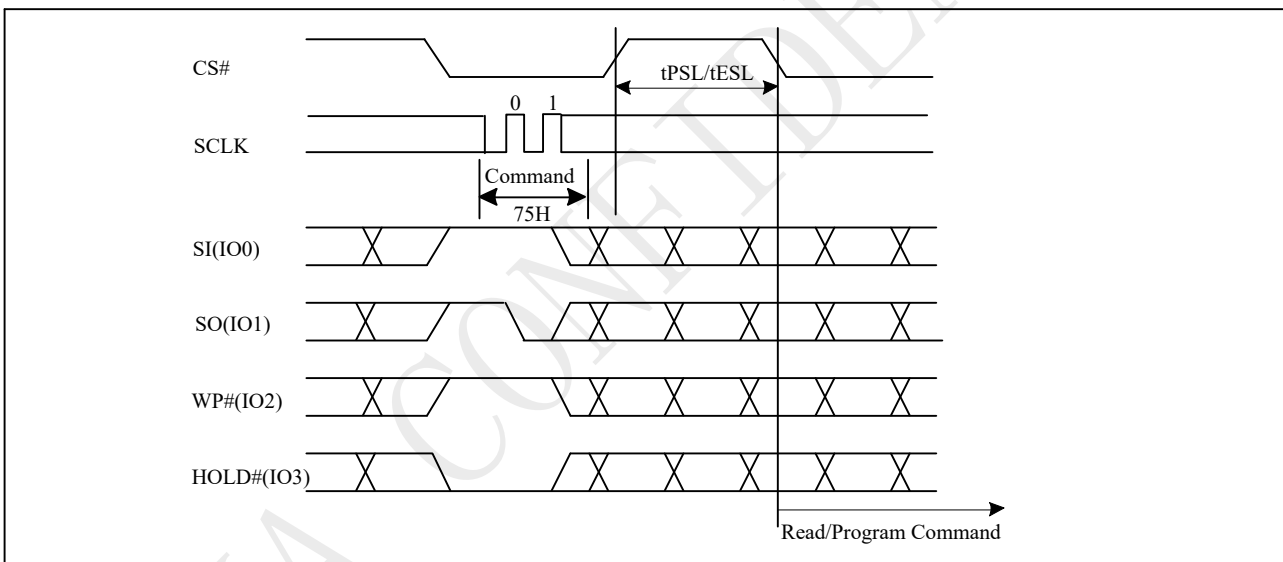 CS#
tPSL/tESL
0 1
SCLK
Command
75H
SI(IO0)
SO(IO1)
WP#(IO2)
HOLD#(IO3)
Read/Program Command